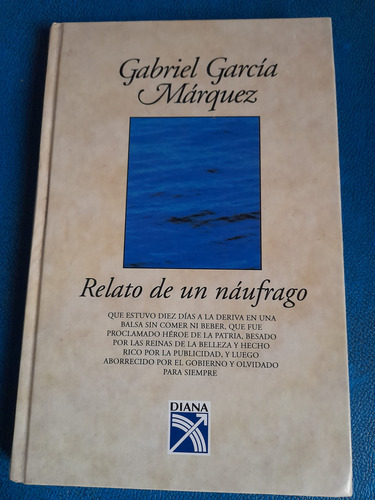 Gabriel García
Márquez
Relato de un náufrago
QUE ESTUVO DIEZ DÍAS A LA DERIVA EN UNA
BALSA SIN COMER NI BEBER, QUE FUE
PROCLAMADO HÉROE DE LA PATRIA, BESADO
POR LAS REINAS DE LA BELLEZA Y HECHO
RICO POR LA PUBLICIDAD, Y LUEGO
ABORRECIDO POR EL GOBIERNO Y OLVIDADO
PARA SIEMPRE
DIANA